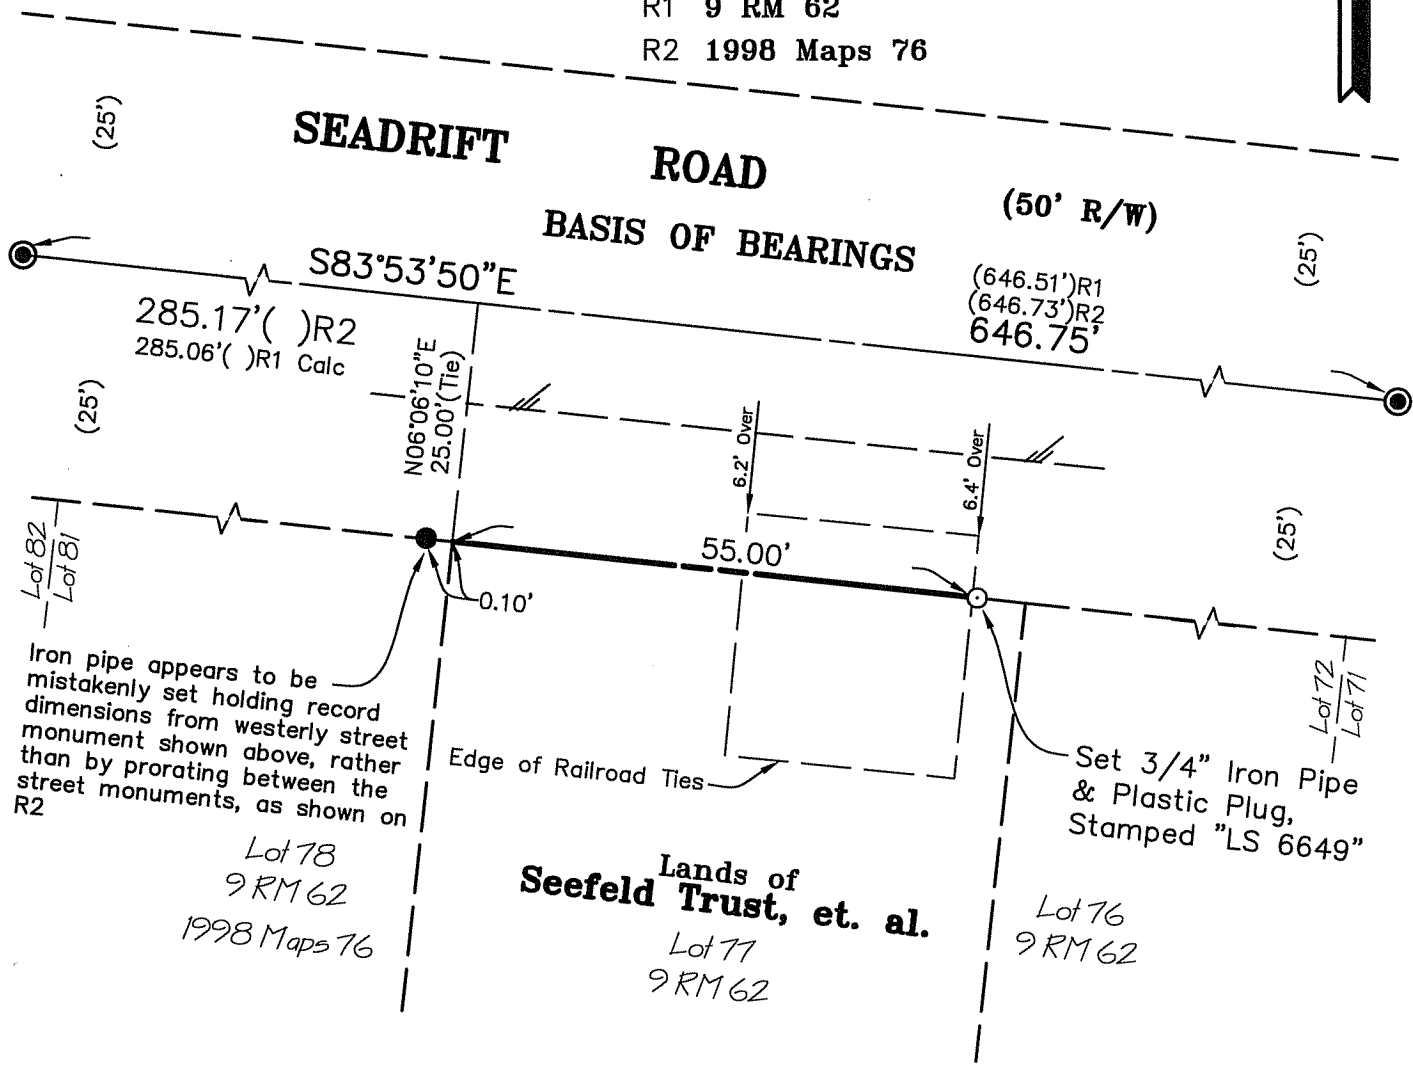 R1 9 RM 62
R2 1998 Maps 76
(25')
SEADRIFT ROAD
(50' R/W)
BASIS OF BEARINGS
(25')
S83°53'50"E
(646.51')R1
(646.73')R2
646.75'
285.17'( )R2
285.06'( )R1 Calc
N06°06'10"E
25.00'(Tie)
(25')
6.2' Over
6.4' Over
(25')
Lot 82
Lot 81
55.00'
0.10'
Lot 72
Lot 71
Iron pipe appears to be
mistakenly set holding record
dimensions from westerly street
monument shown above, rather
than by prorating between the
street monuments, as shown on
R2
Edge of Railroad Ties
Set 3/4" Iron Pipe
& Plastic Plug,
Stamped "LS 6649"
Lot 78
9 RM 62
1998 Maps 76
Lands of
Seefeld Trust, et. al.
Lot 77
9 RM 62
Lot 76
9 RM 62